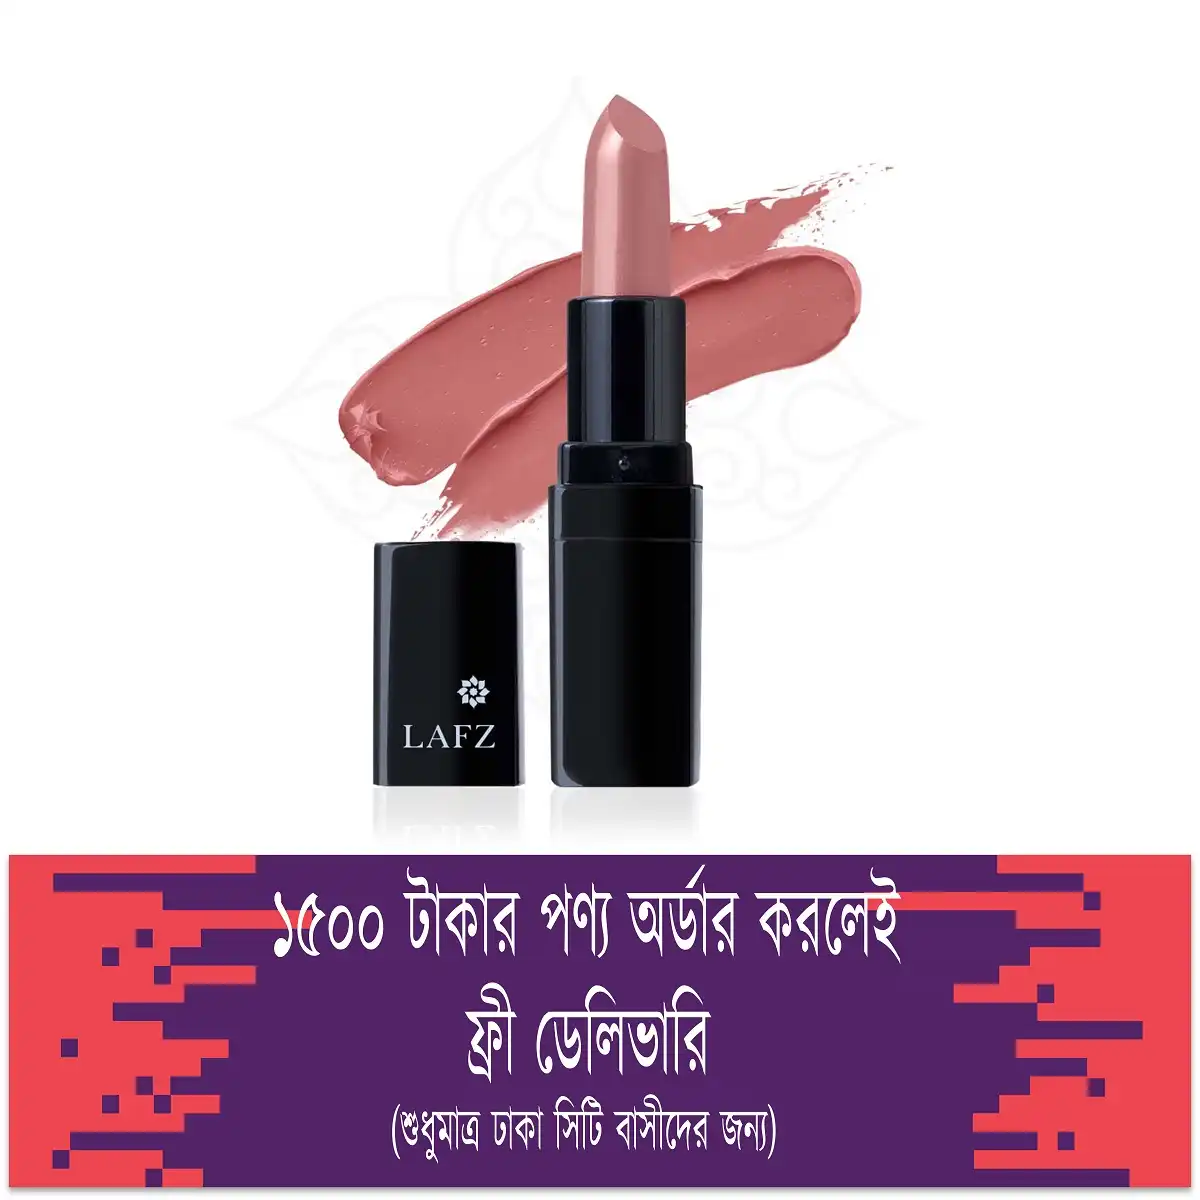 LAFZ
১৫০০ টাকার পণ্য অর্ডার করলেই
ফ্রী ডেলিভারি
(শুধুমাত্র ঢাকা সিটি বাসীদের জন্য)